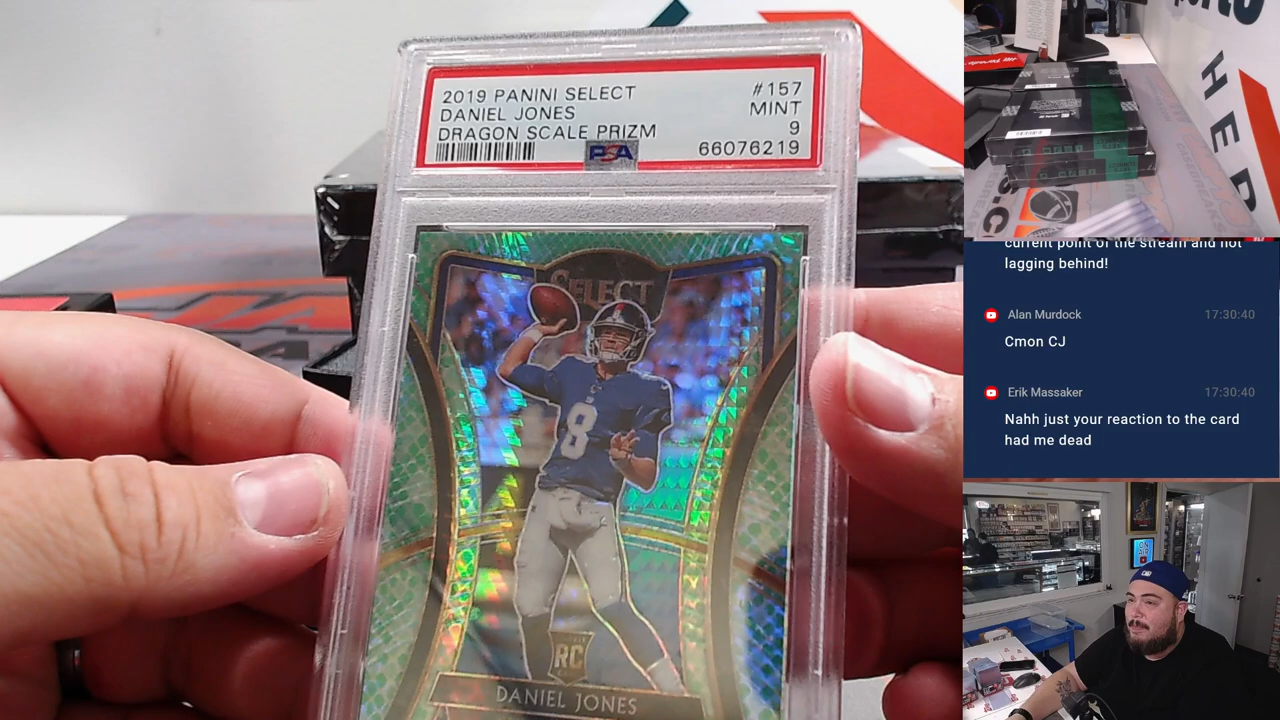 2019 PANINI SELECT
DANIEL JONES
DRAGON SCALE PRIZM
#157
MINT
9
66076219
PSA
SELECT
8
RC
DANIEL JONES
HED
current point of the stream and not
lagging behind!
Alan Murdock 17:30:40
Cmon CJ
Erik Massaker 17:30:40
Nahh just your reaction to the card
had me dead